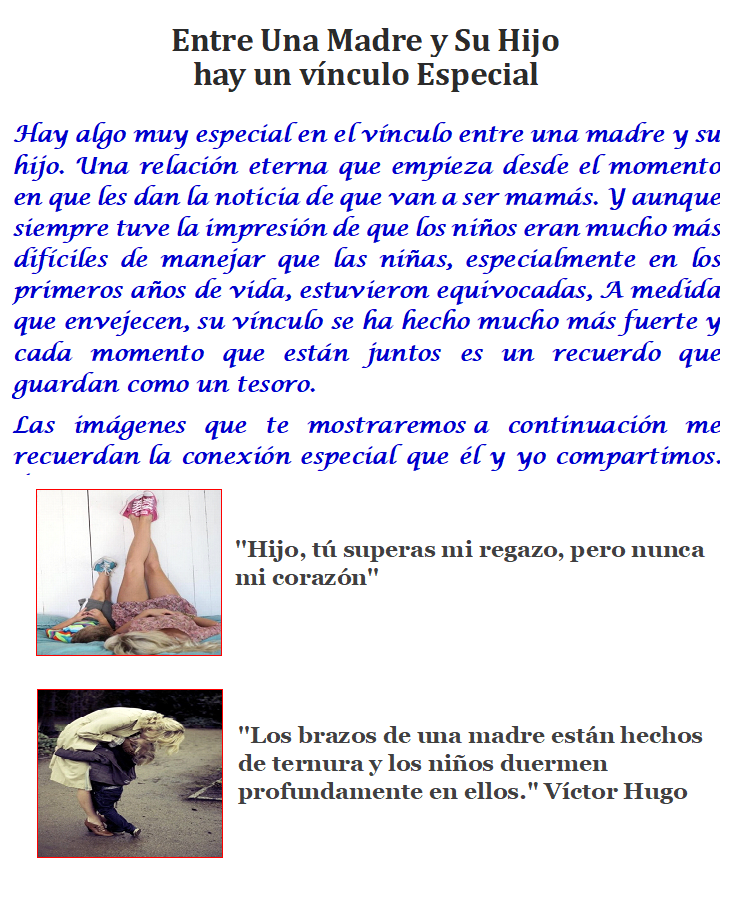 Entre Una Madre y Su Hijo
hay un vínculo Especial
Hay algo muy especial en el vínculo entre una madre y su
hijo. Una relación eterna que empieza desde el momento
en que les dan la noticia de que van a ser mamás. Y aunque
siempre tuve la impresión de que los niños eran mucho más
difíciles de manejar que las niñas, especialmente en los
primeros años de vida, estuvieron equivocadas, A medida
que envejecen, su vínculo se ha hecho mucho más fuerte y
cada momento que están juntos es un recuerdo que
guardan como un tesoro.
Las imágenes que te mostraremos a continuación me
recuerdan la conexión especial que él y yo compartimos.
"Hijo, tú superas mi regazo, pero nunca
mi corazón"
"Los brazos de una madre están hechos
de ternura y los niños duermen
profundamente en ellos." Víctor Hugo